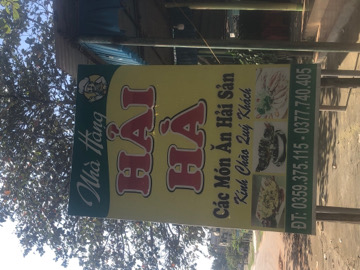 Nhà Hàng
HẢI
HÀ
Các Món Ăn Hải Sản
Kính Chào Quý Khách
ĐT: 0359.375.115 - 0377.740.405